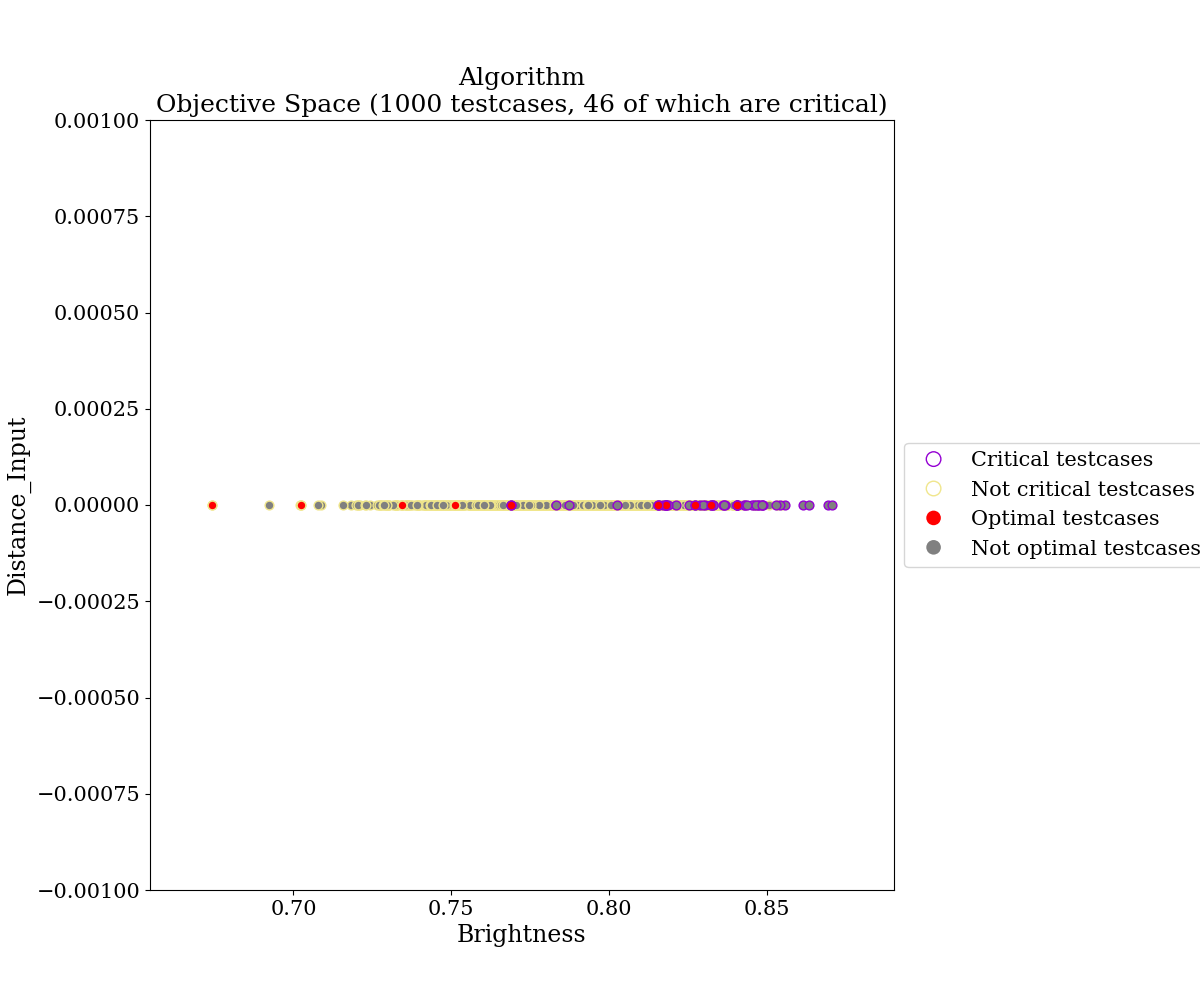 Algorithm
Objective Space (1000 testcases, 46 of which are critical)
0.00100
0.00075
0.00050
0.00025
0.00000
−0.00025
−0.00050
−0.00075
−0.00100
Distance_Input
0.70
0.75
0.80
0.85
Brightness
Critical testcases
Not critical testcases
Optimal testcases
Not optimal testcases